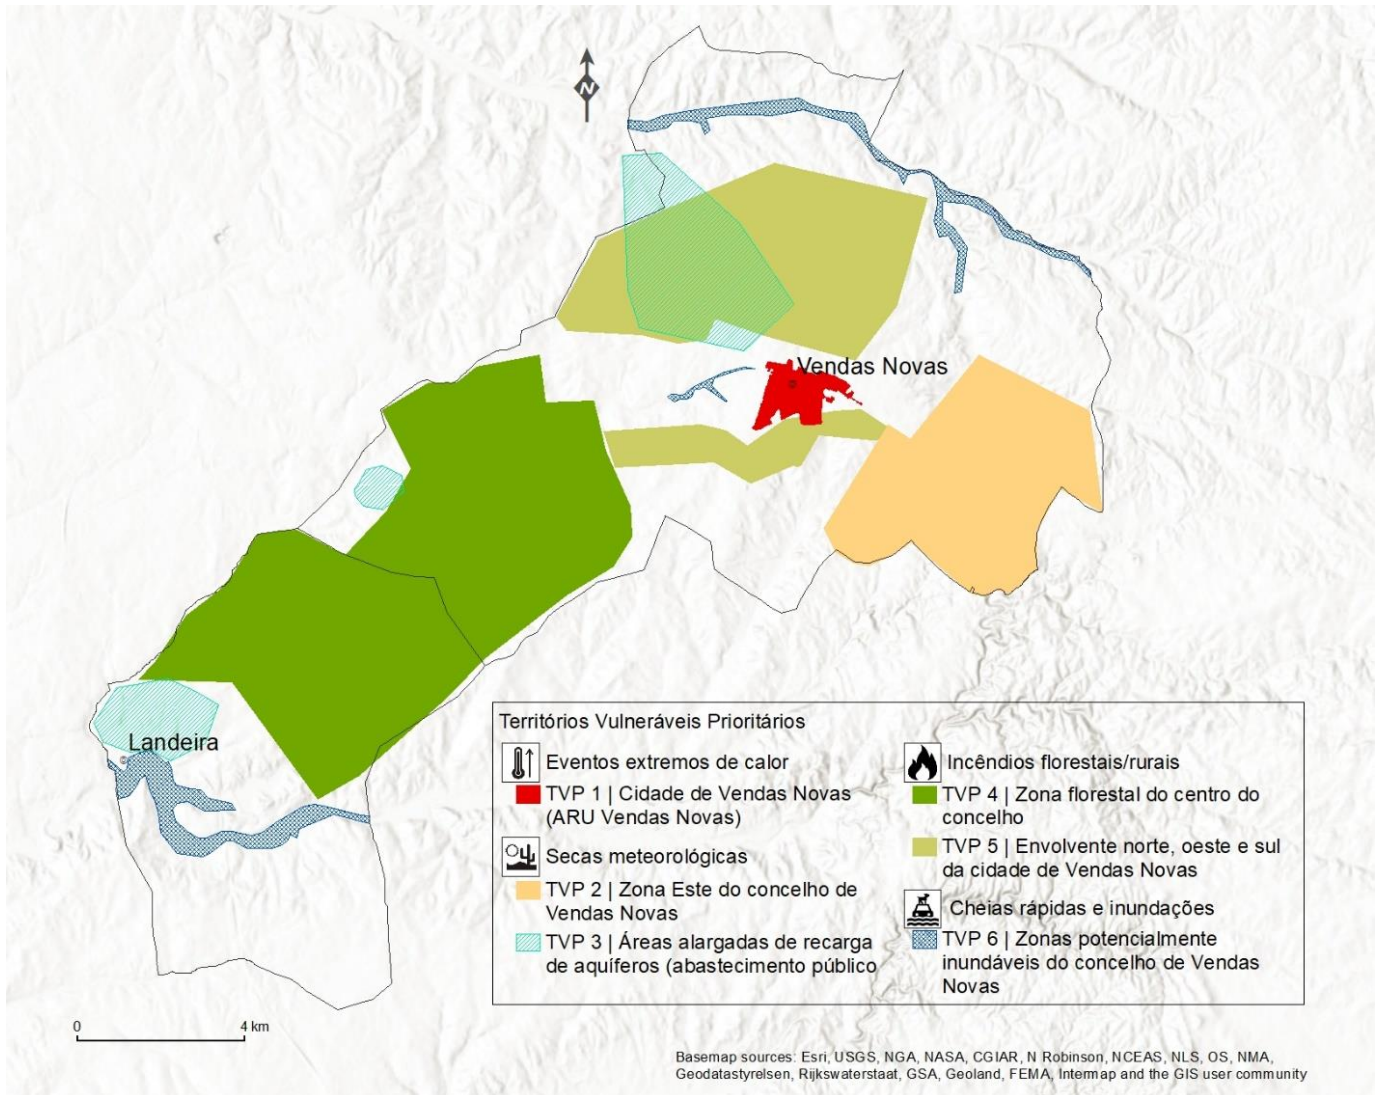 N
Vendas Novas
Landeira
Territórios Vulneráveis Prioritários
Eventos extremos de calor
TVP 1 | Cidade de Vendas Novas
(ARU Vendas Novas)
Secas meteorológicas
TVP 2 | Zona Este do concelho de
Vendas Novas
TVP 3 | Áreas alargadas de recarga
de aquíferos (abastecimento público
Incêndios florestais/rurais
TVP 4 | Zona florestal do centro do
concelho
TVP 5 | Envolvente norte, oeste e sul
da cidade de Vendas Novas
Cheias rápidas e inundações
TVP 6 | Zonas potencialmente
inundáveis do concelho de Vendas
Novas
0 4 km
Basemap sources: Esri, USGS, NGA, NASA, CGIAR, N Robinson, NCEAS, NLS, OS, NMA,
Geodatastyrelsen, Rijkswaterstaat, GSA, Geoland, FEMA, Intermap and the GIS user community